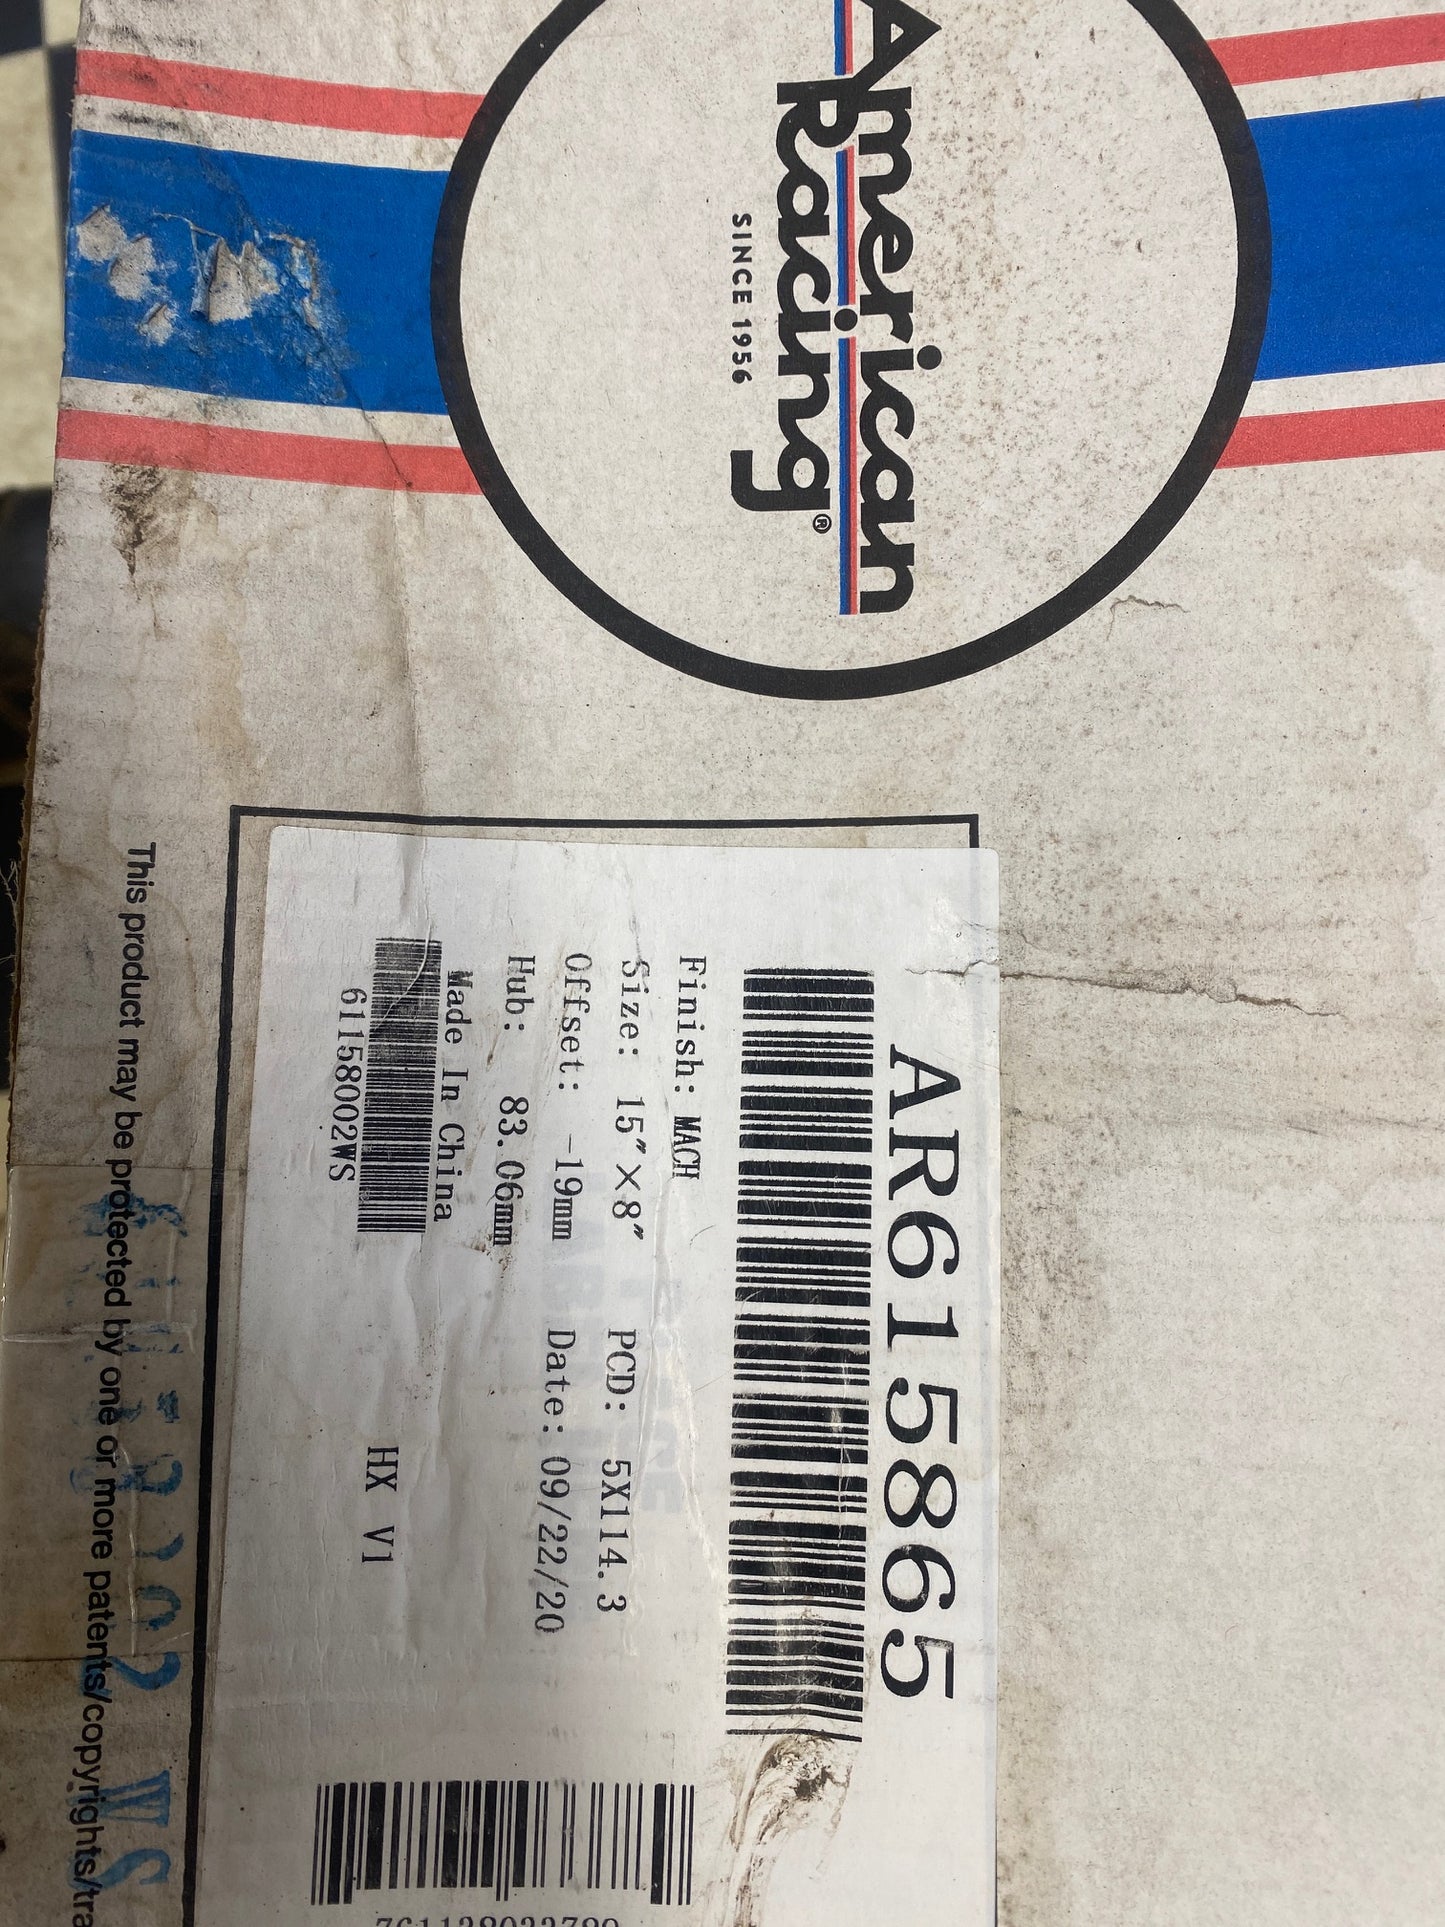 American
Racing®
SINCE 1956
AR615865
Finish: MACH
Size: 15"×8" PCD: 5X114.3
Offset: -19mm Date: 09/22/20
Hub: 83.06mm
Made In China
HX V1
61158002WS
This product may be protected by one or more patents/copyrights/tra